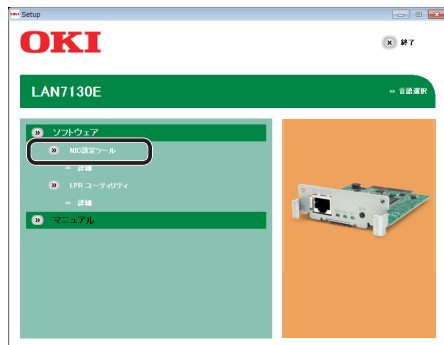 Setup
OKI
終了
LAN7130E
言語選択
ソフトウェア
NIC設定ツール
詳細
LPR ユーティリティ
詳細
マニュアル